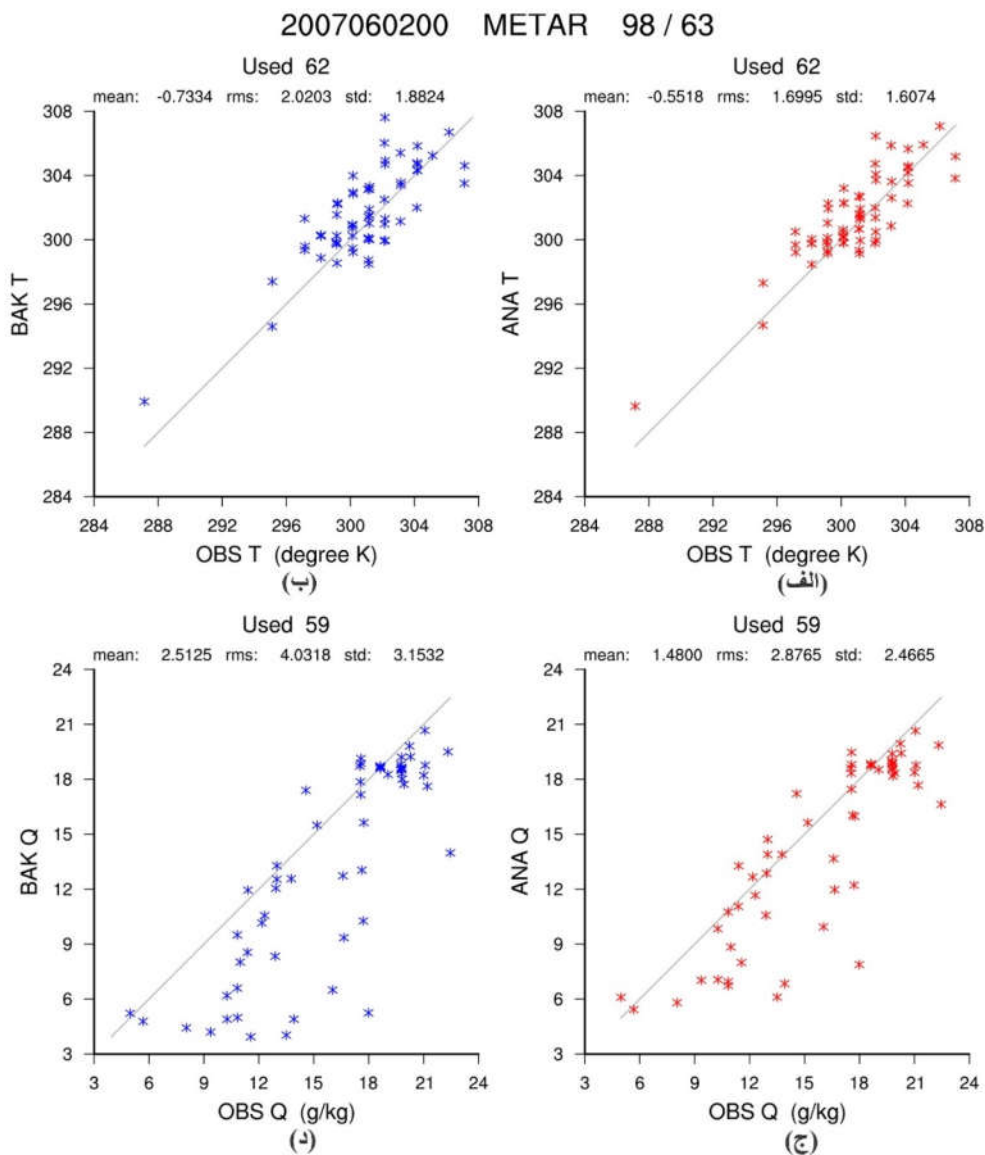 2007060200 METAR 98 / 63
Used 62
mean: -0.7334 rms: 2.0203 std: 1.8824
308
304
300
296
292
288
284
BAK T
284 288 292 296 300 304 308
OBS T (degree K)
(ب)
Used 62
mean: -0.5518 rms: 1.6995 std: 1.6074
308
304
300
296
292
288
284
ANA T
284 288 292 296 300 304 308
OBS T (degree K)
(الف)
Used 59
mean: 2.5125 rms: 4.0318 std: 3.1532
24
21
18
15
12
9
6
3
BAK Q
3 6 9 12 15 18 21 24
OBS Q (g/kg)
(د)
Used 59
mean: 1.4800 rms: 2.8765 std: 2.4665
24
21
18
15
12
9
6
3
ANA Q
3 6 9 12 15 18 21 24
OBS Q (g/kg)
(ج)